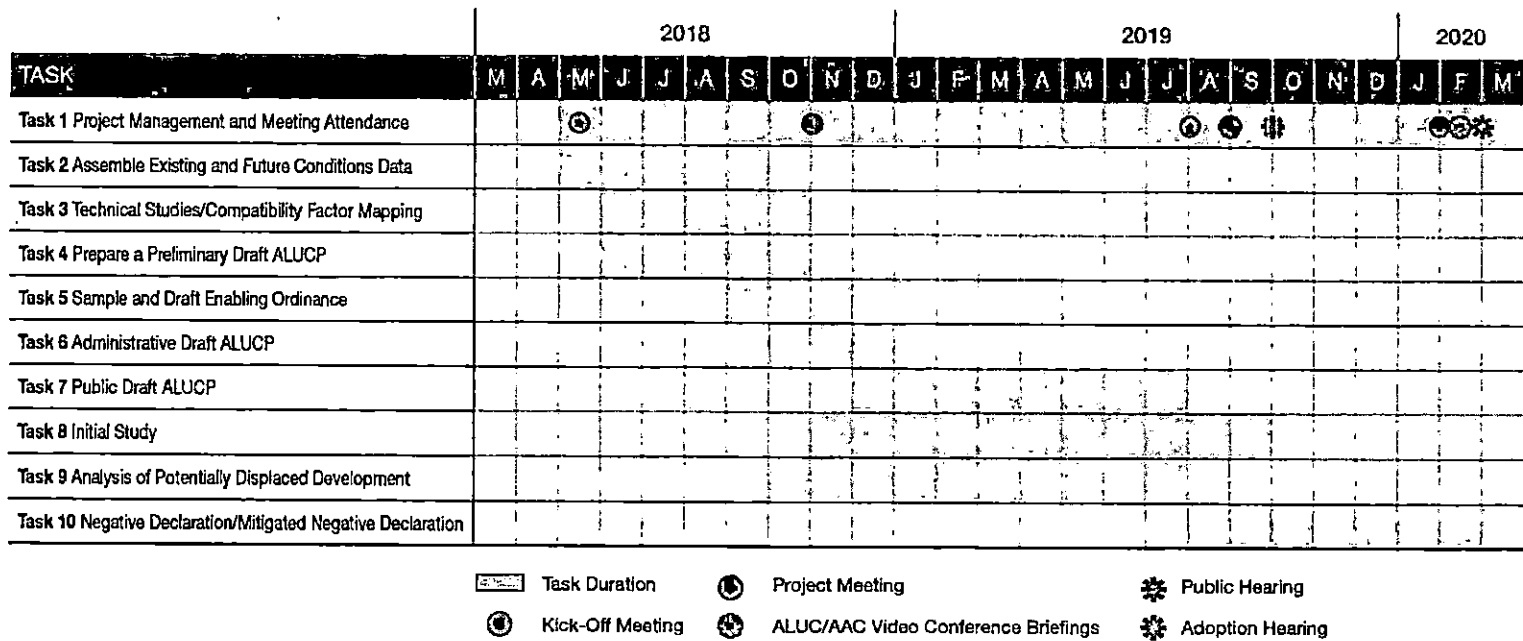 2018 2019 2020
TASK M A M J J A S O N D J F M A M J J A S O N D J F M
Task 1 Project Management and Meeting Attendance
Task 2 Assemble Existing and Future Conditions Data
Task 3 Technical Studies/Compatibility Factor Mapping
Task 4 Prepare a Preliminary Draft ALUCP
Task 5 Sample and Draft Enabling Ordinance
Task 6 Administrative Draft ALUCP
Task 7 Public Draft ALUCP
Task 8 Initial Study
Task 9 Analysis of Potentially Displaced Development
Task 10 Negative Declaration/Mitigated Negative Declaration
Task Duration Project Meeting Public Hearing
Kick-Off Meeting ALUC/AAC Video Conference Briefings Adoption Hearing